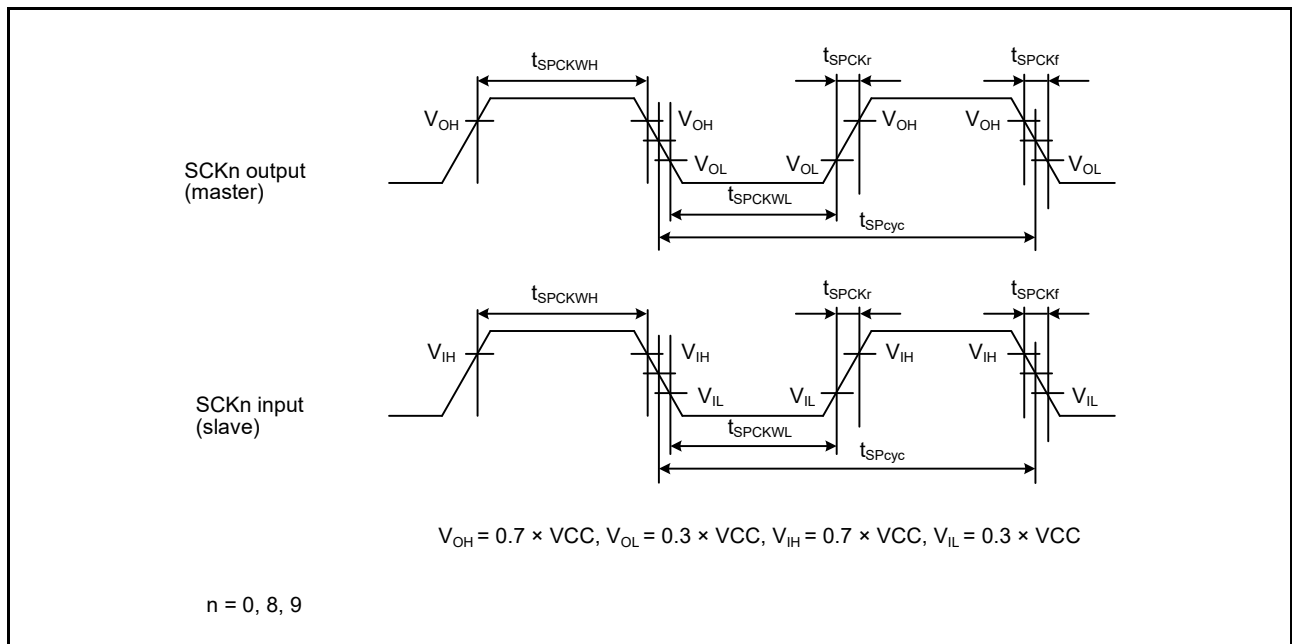 tSPCKWH tSPCKr tSPCKf
VOH VOH VOH VOH
SCKn output
(master)
VOL VOL VOL
tSPCKWL
tSPcyc
tSPCKWH tSPCKr tSPCKf
VIH VIH VIH VIH
SCKn input
(slave)
VIL VIL VIL
tSPCKWL
tSPcyc
VOH = 0.7 × VCC, VOL = 0.3 × VCC, VIH = 0.7 × VCC, VIL = 0.3 × VCC
n = 0, 8, 9